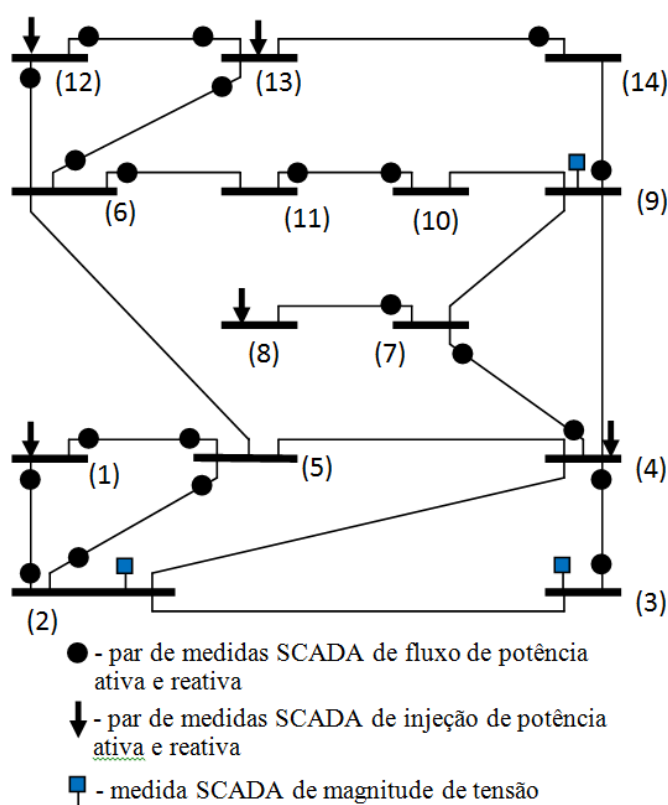 (12)
(13)
(14)
(6)
(11)
(10)
(9)
(8)
(7)
(1)
(5)
(4)
(2)
(3)
- par de medidas SCADA de fluxo de potência
ativa e reativa
- par de medidas SCADA de injeção de potência
ativa e reativa
- medida SCADA de magnitude de tensão